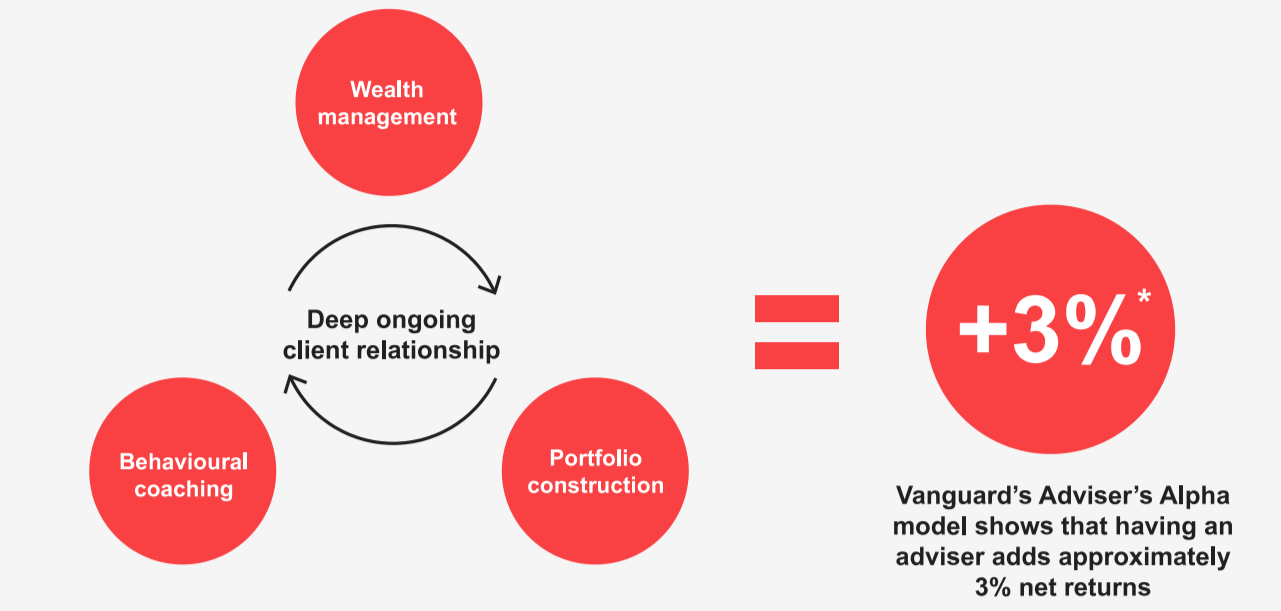 Wealth
management
Deep ongoing
client relationship
Behavioural
coaching
Portfolio
construction
+3%*
Vanguard's Adviser's Alpha
model shows that having an
adviser adds approximately
3% net returns